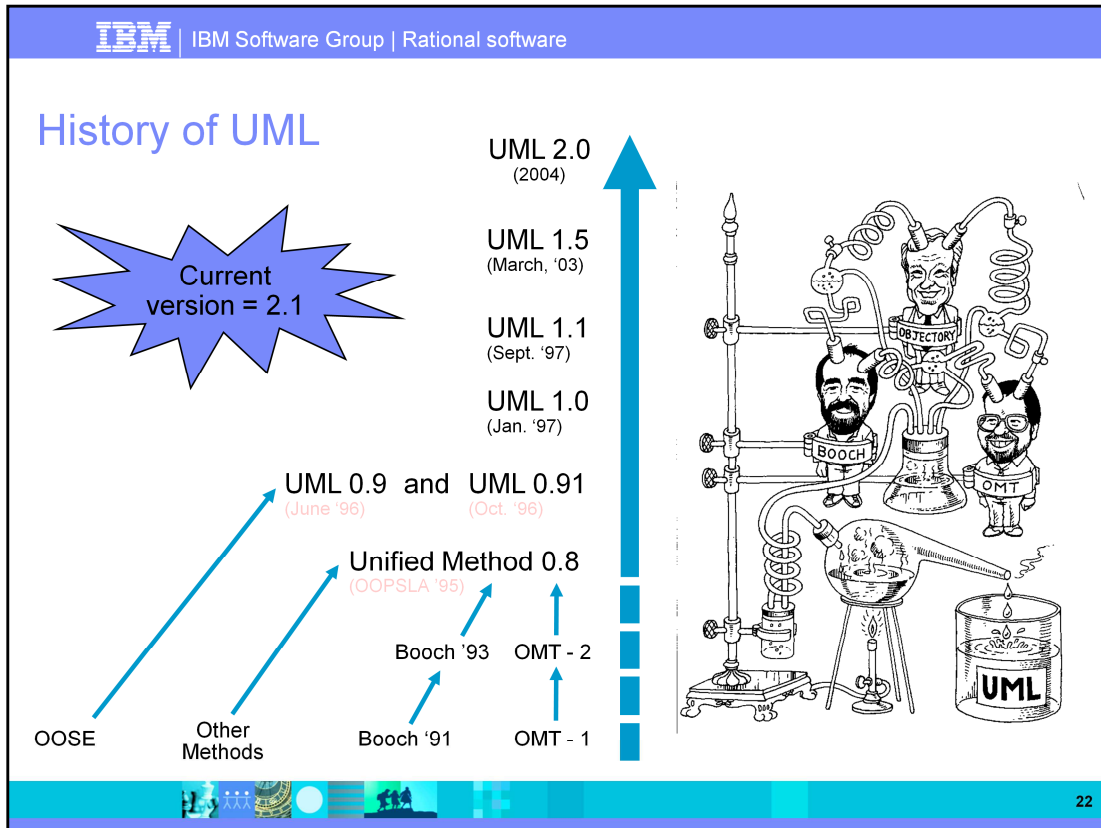 IBM | IBM Software Group | Rational software
History of UML
UML 2.0
(2004)
Current
version = 2.1
UML 1.5
(March, ‘03)
UML 1.1
(Sept. ‘97)
UML 1.0
(Jan. ‘97)
UML 0.9 and UML 0.91
(June ‘96) (Oct. ‘96)
Unified Method 0.8
(OOPSLA ’95)
Booch ’93 OMT - 2
OOSE
Other
Methods
Booch ‘91
OMT - 1
OBJECTORY
BOOCH
OMT
UML
22